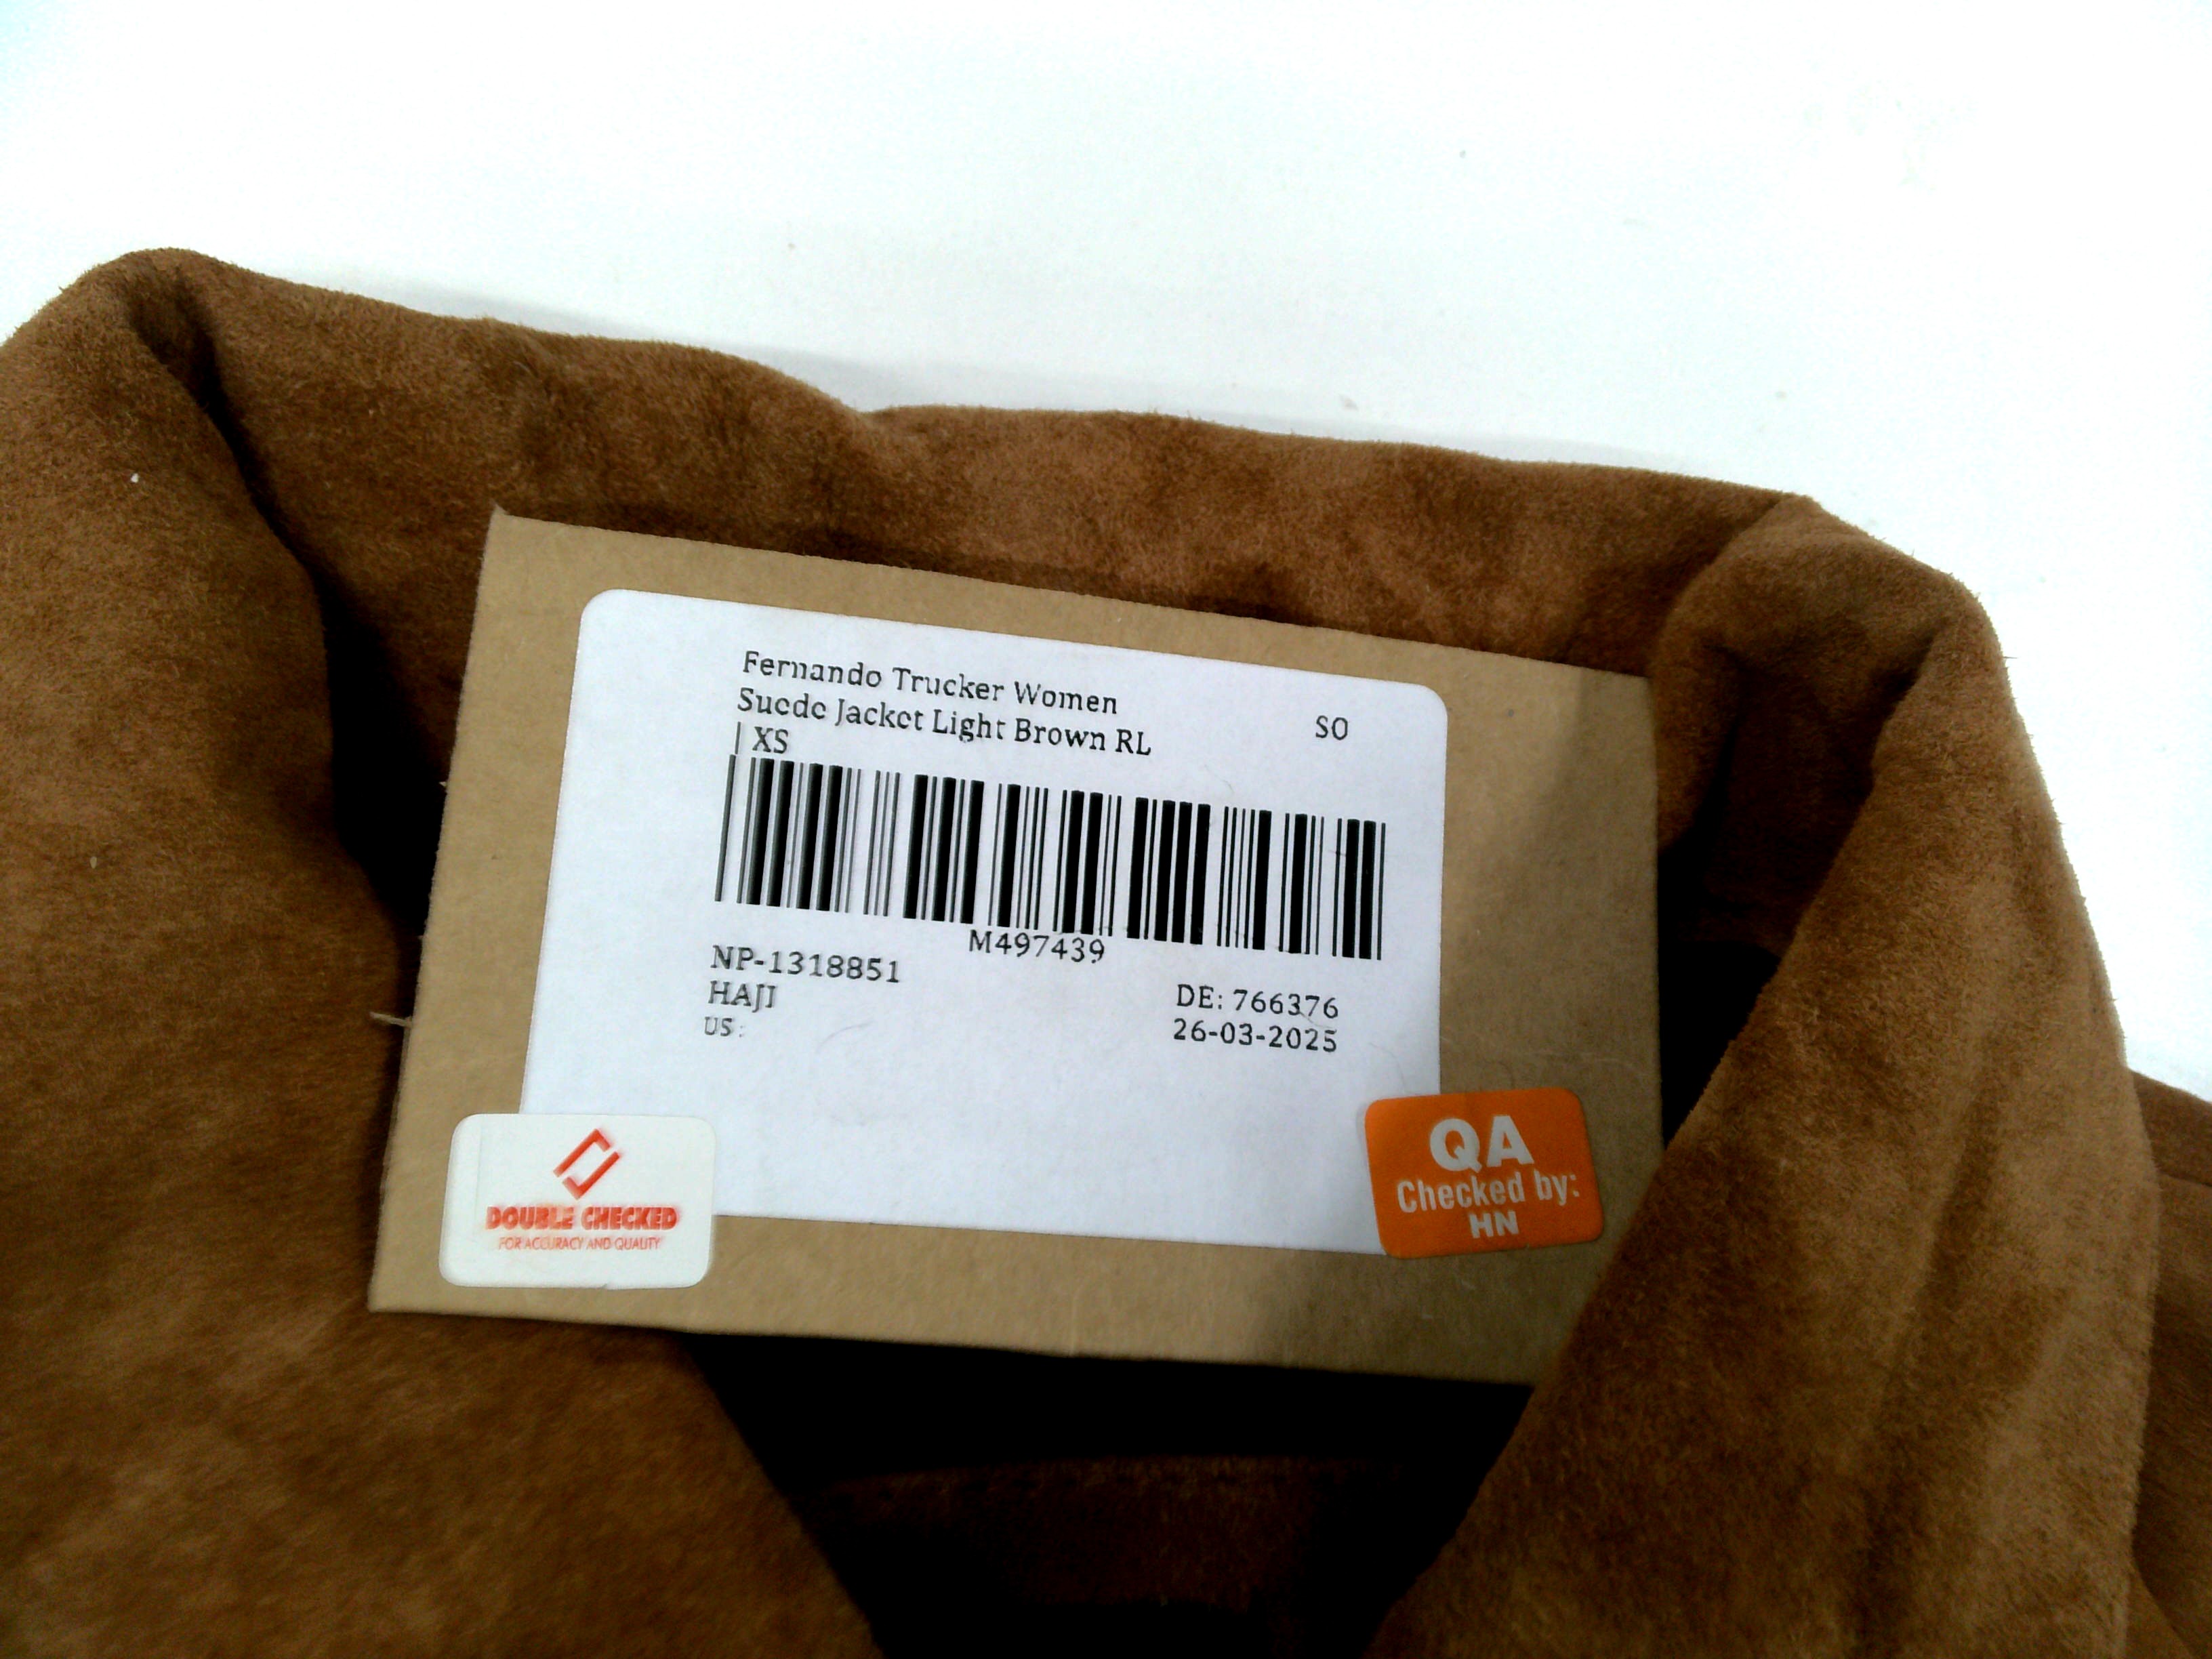 Fernando Trucker Women
Suede Jacket Light Brown RL
| XS
SO
M497439
NP-1318851
HAJI
US :
DE: 766376
26-03-2025
DOUBLE CHECKED
FOR ACCURACY AND QUALITY
QA
Checked by:
HN